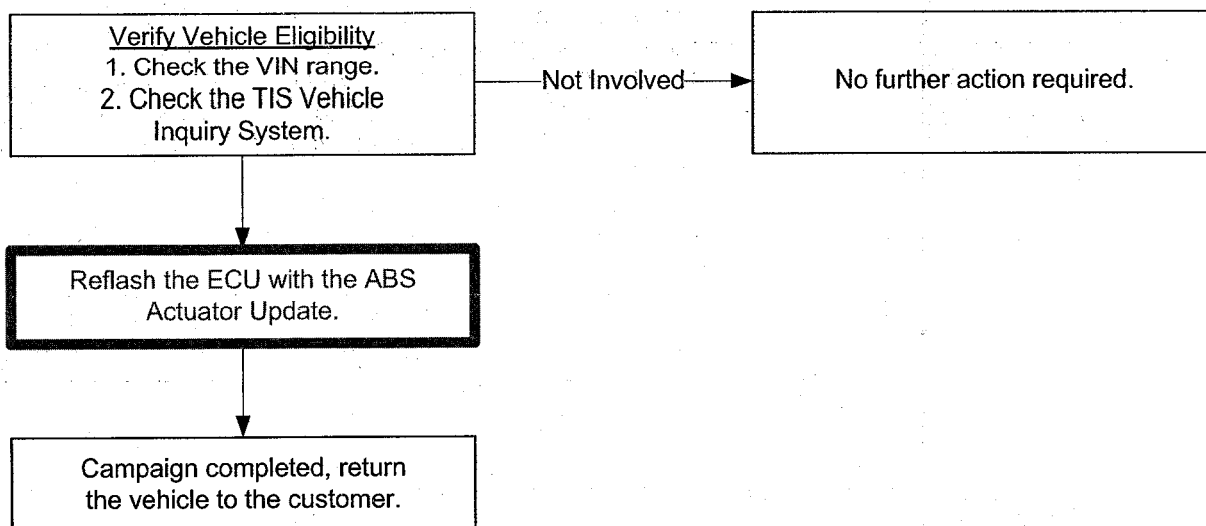 Verify Vehicle Eligibility
1. Check the VIN range.
2. Check the TIS Vehicle
Inquiry System.
Not Involved
No further action required.
Reflash the ECU with the ABS
Actuator Update.
Campaign completed, return
the vehicle to the customer.